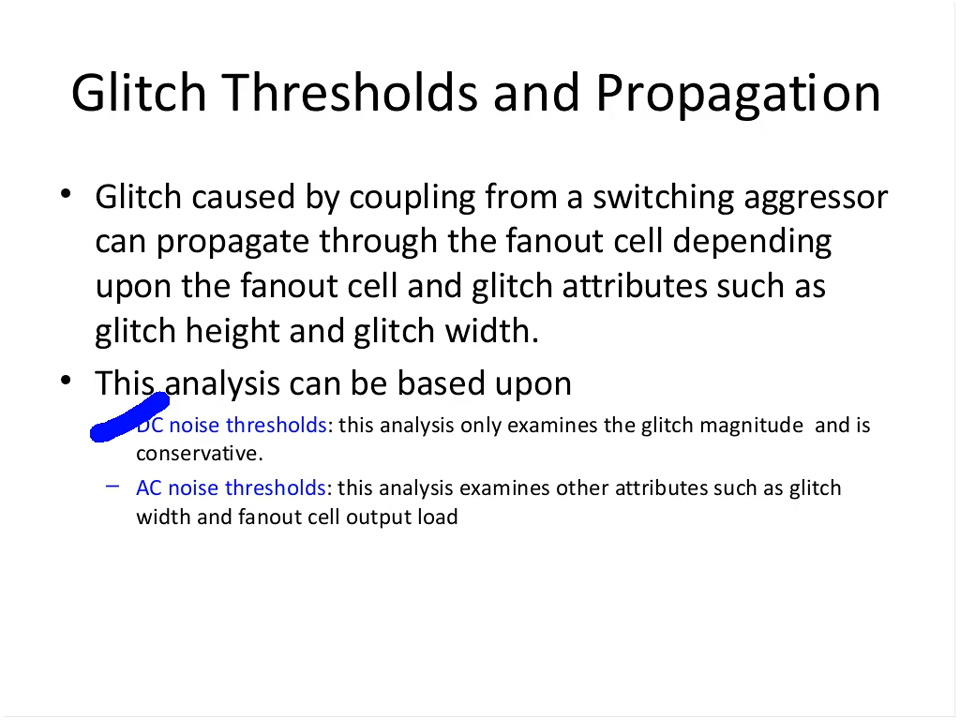 Glitch Thresholds and Propagation
• Glitch caused by coupling from a switching aggressor
can propagate through the fanout cell depending
upon the fanout cell and glitch attributes such as
glitch height and glitch width.
• This analysis can be based upon
DC noise thresholds: this analysis only examines the glitch magnitude and is
conservative.
– AC noise thresholds: this analysis examines other attributes such as glitch
width and fanout cell output load